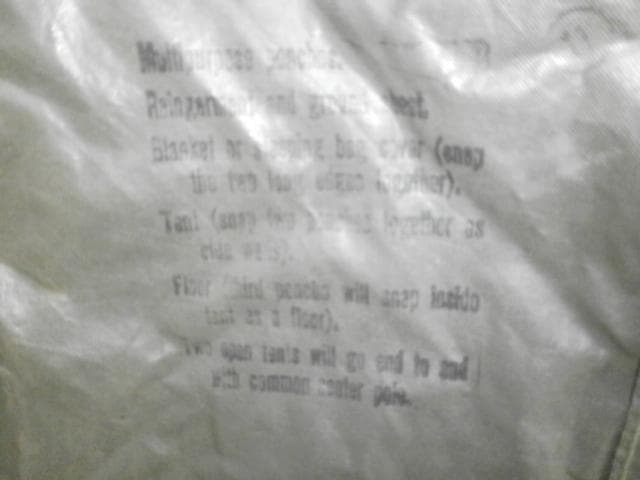 Multipurpose ponchos:
Raingarment and ground sheet.
Blanket or sleeping bag cover (snap
the two long edges together).
Tent (snap two ponchos together as
side walls).
Floor (third poncho will snap inside
tent as a floor).
Two open tents will go end to end
with common center pole.